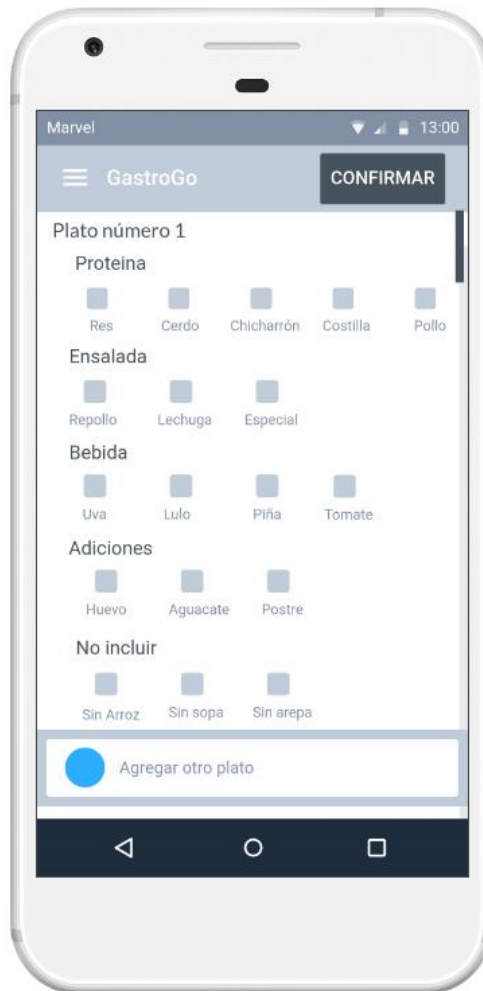 Marvel 13:00
GastroGo CONFIRMAR
Plato número 1
Proteina
Res Cerdo Chicharrón Costilla Pollo
Ensalada
Repollo Lechuga Especial
Bebida
Uva Lulo Piña Tomate
Adiciones
Huevo Aguacate Postre
No incluir
Sin Arroz Sin sopa Sin arepa
Agregar otro plato